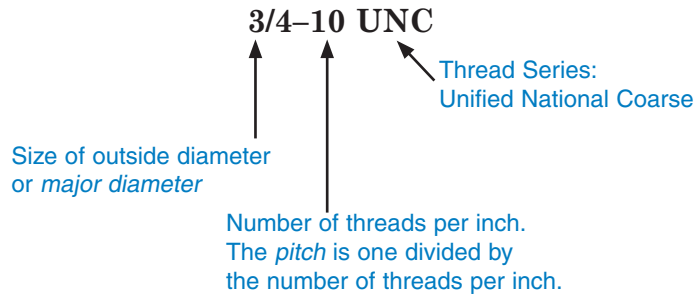 3/4–10 UNC
Thread Series:
Unified National Coarse
Size of outside diameter
or major diameter
Number of threads per inch.
The pitch is one divided by
the number of threads per inch.